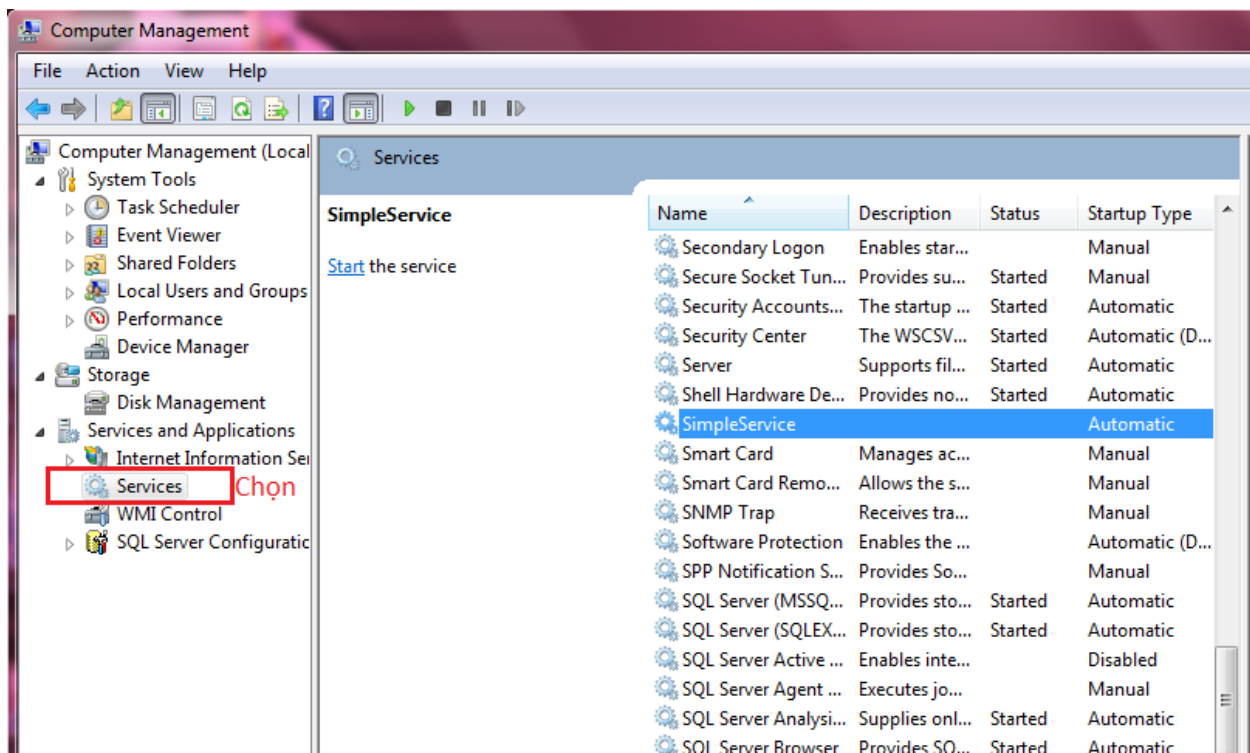 Computer Management
File Action View Help
Computer Management (Local
System Tools
Task Scheduler
Event Viewer
Shared Folders
Local Users and Groups
Performance
Device Manager
Storage
Disk Management
Services and Applications
Internet Information Ser
Services Chọn
WMI Control
SQL Server Configuratic
Services
SimpleService
Start the service
Name Description Status Startup Type
Secondary Logon Enables star... Manual
Secure Socket Tun... Provides su... Started Manual
Security Accounts... The startup ... Started Automatic
Security Center The WSCSV... Started Automatic (D...
Server Supports fil... Started Automatic
Shell Hardware De... Provides no... Started Automatic
SimpleService Automatic
Smart Card Manages ac... Manual
Smart Card Remo... Allows the s... Manual
SNMP Trap Receives tra... Manual
Software Protection Enables the ... Automatic (D...
SPP Notification S... Provides So... Manual
SQL Server (MSSQ... Provides sto... Started Automatic
SQL Server (SQLEX... Provides sto... Started Automatic
SQL Server Active ... Enables inte... Disabled
SQL Server Agent ... Executes jo... Manual
SQL Server Analysi... Supplies onl... Started Automatic
SQL Server Browser Provides SQ... Started Automatic